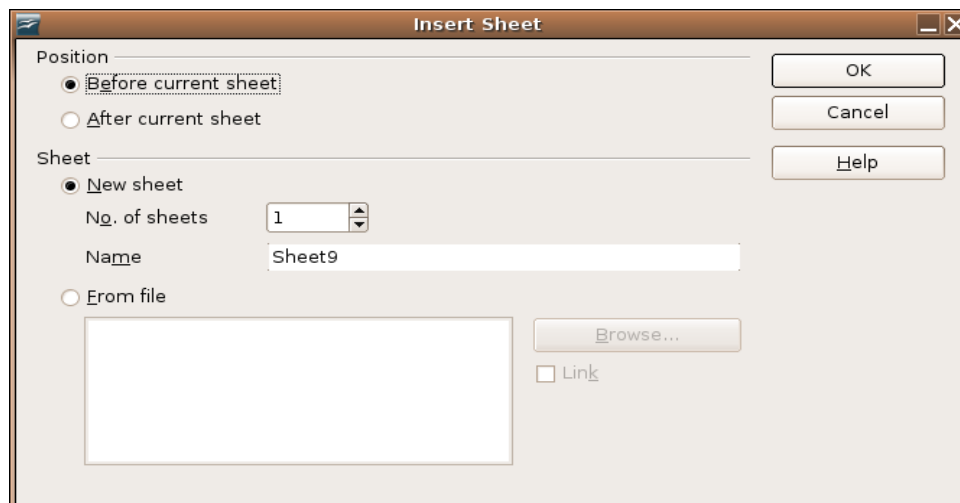 Insert Sheet
Position
Before current sheet
After current sheet
OK
Cancel
Help
Sheet
New sheet
No. of sheets 1
Name Sheet9
From file
Browse...
Link